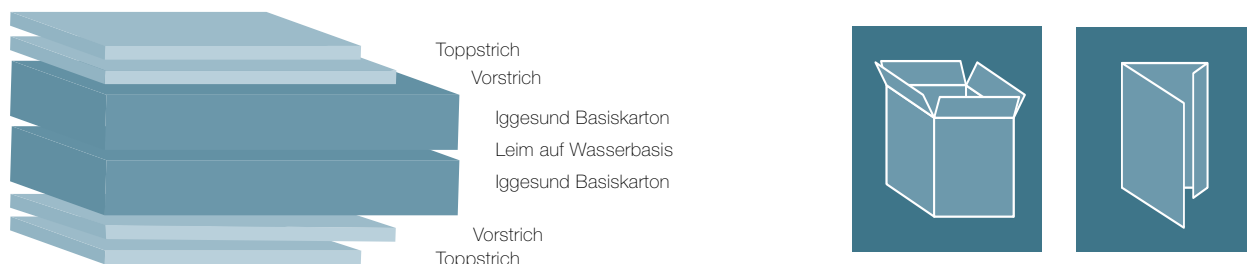 Toppstrich
Vorstrich
Iggesund Basiskarton
Leim auf Wasserbasis
Iggesund Basiskarton
Vorstrich
Toppstrich